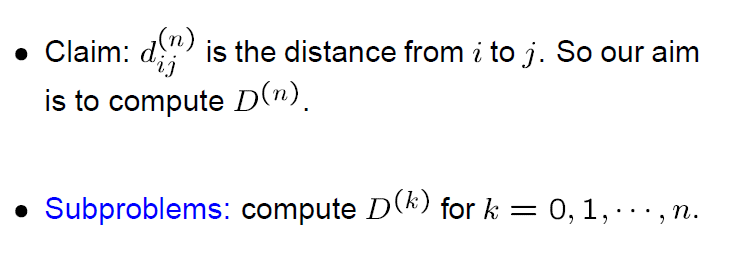 • Claim: $d_{ij}^{(n)}$ is the distance from $i$ to $j$. So our aim
is to compute $D^{(n)}$.
• Subproblems: compute $D^{(k)}$ for $k = 0, 1, \cdots, n$.